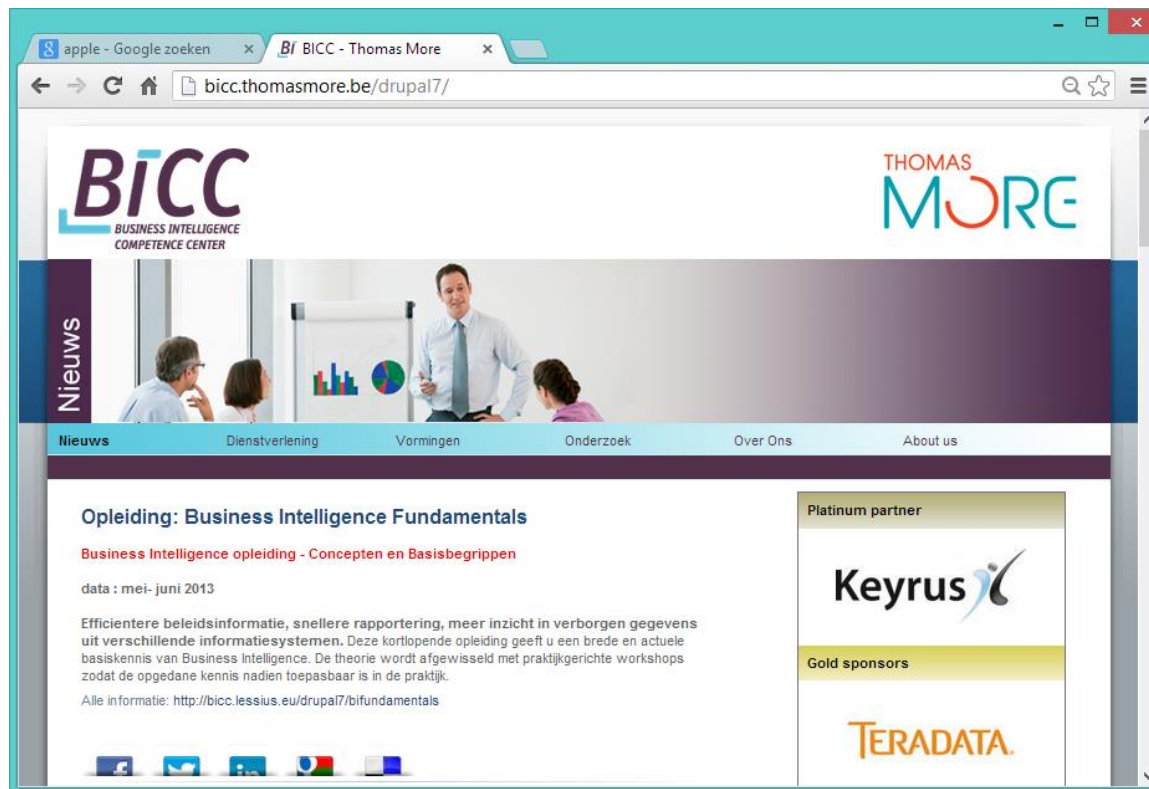 apple - Google zoeken
BICC - Thomas More
bicc.thomasmore.be/drupal7/
BICC
BUSINESS INTELLIGENCE
COMPETENCE CENTER
THOMAS
MORE
Nieuws
Nieuws Dienstverlening Vormingen Onderzoek Over Ons About us
Opleiding: Business Intelligence Fundamentals
Business Intelligence opleiding - Concepten en Basisbegrippen
data : mei- juni 2013
Efficientere beleidsinformatie, snellere rapportering, meer inzicht in verborgen gegevens
uit verschillende informatiesystemen. Deze kortlopende opleiding geeft u een brede en actuele
basiskennis van Business Intelligence. De theorie wordt afgewisseld met praktijkgerichte workshops
zodat de opgedane kennis nadien toepasbaar is in de praktijk.
Alle informatie: http://bicc.lessius.eu/drupal7/bifundamentals
Platinum partner
Keyrus
Gold sponsors
TERADATA.